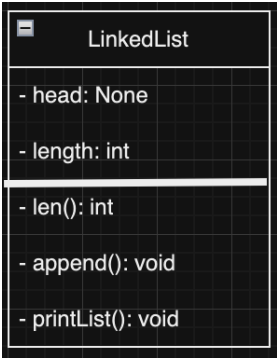 LinkedList
- head: None
- length: int
- len(): int
- append(): void
- printList(): void